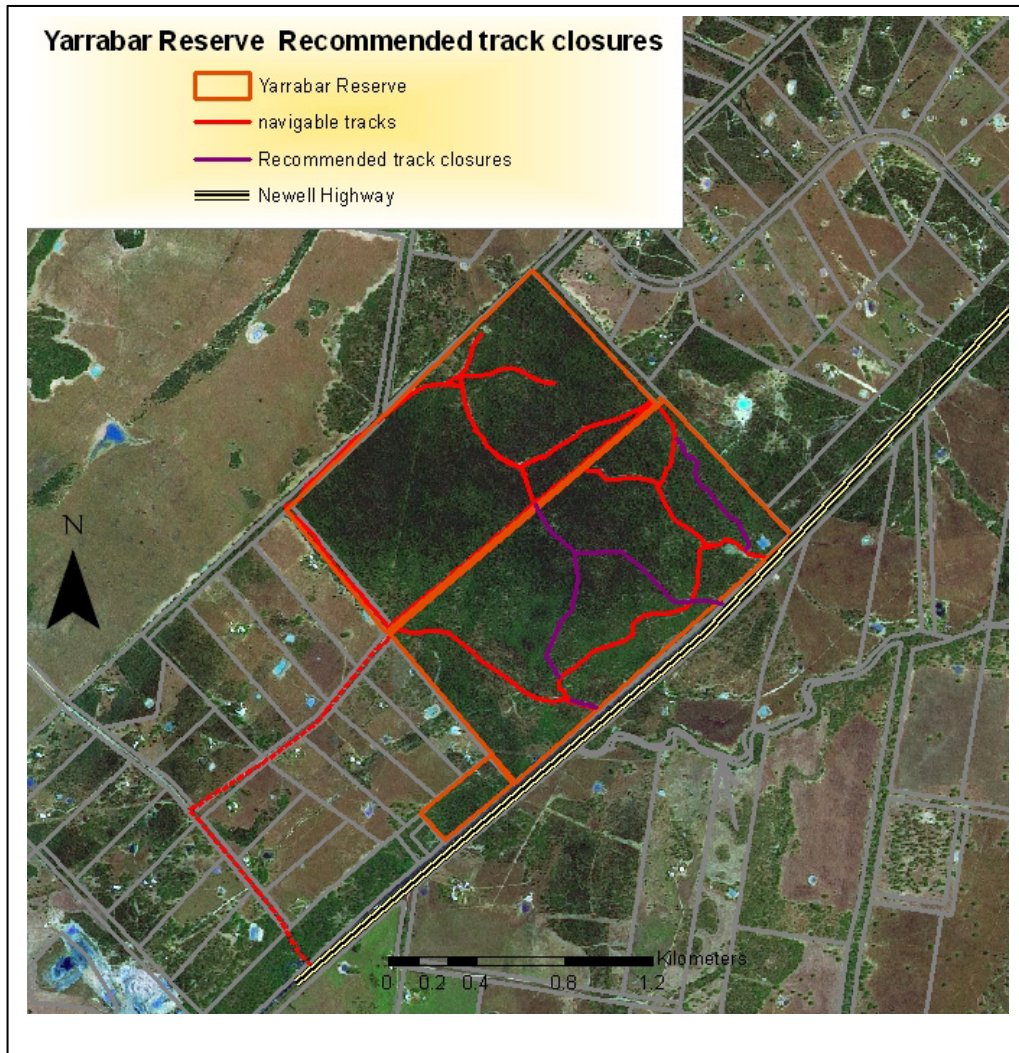 Yarrabar Reserve Recommended track closures
Yarrabar Reserve
navigable tracks
Recommended track closures
Newell Highway
N
Kilometers
0 0.2 0.4 0.8 1.2